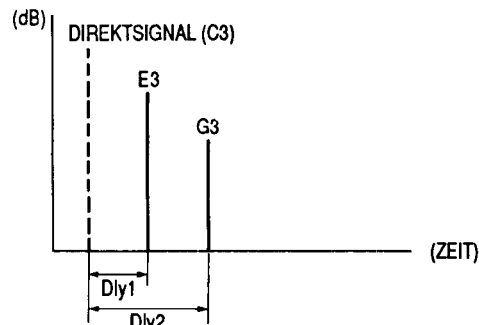 (dB)
DIREKTSIGNAL (C3)
E3
G3
(ZEIT)
Dly1
Dly2